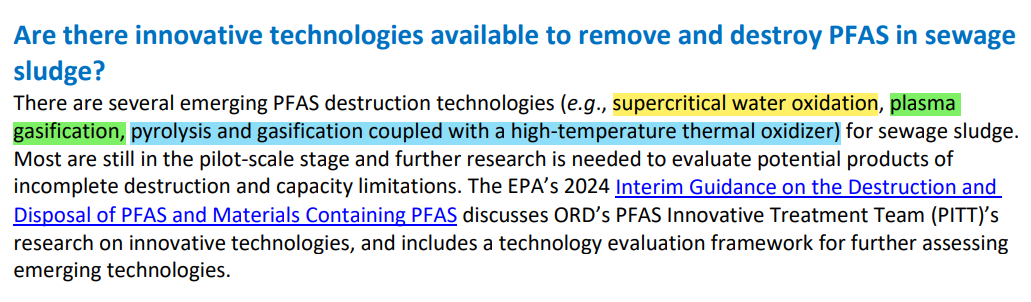 Are there innovative technologies available to remove and destroy PFAS in sewage
sludge?
There are several emerging PFAS destruction technologies (e.g., supercritical water oxidation, plasma
gasification, pyrolysis and gasification coupled with a high-temperature thermal oxidizer) for sewage sludge.
Most are still in the pilot-scale stage and further research is needed to evaluate potential products of
incomplete destruction and capacity limitations. The EPA’s 2024 Interim Guidance on the Destruction and
Disposal of PFAS and Materials Containing PFAS discusses ORD’s PFAS Innovative Treatment Team (PITT)’s
research on innovative technologies, and includes a technology evaluation framework for further assessing
emerging technologies.